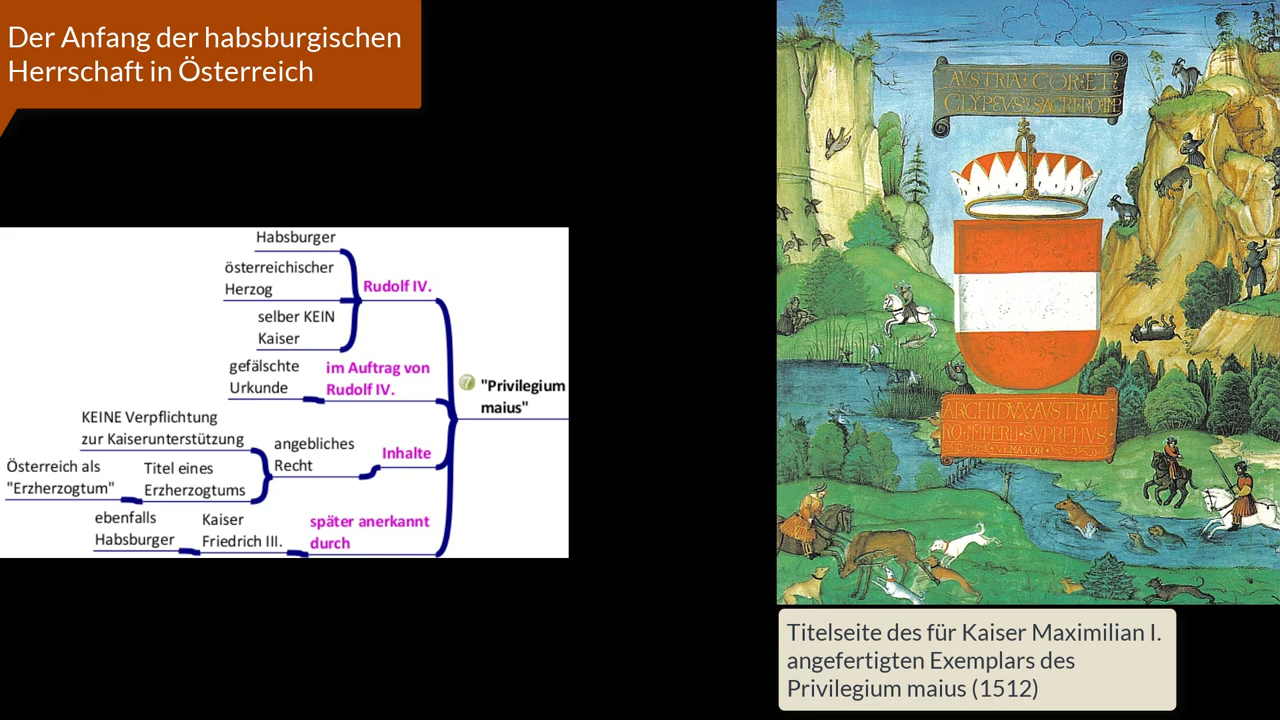 Der Anfang der habsburgischen
Herrschaft in Österreich
Habsburger
österreichischer
Herzog
selber KEIN
Kaiser
Rudolf IV.
gefälschte
Urkunde
im Auftrag von
Rudolf IV.
7 "Privilegium
maius"
KEINE Verpflichtung
zur Kaiserunterstützung
Österreich als
"Erzherzogtum"
Titel eines
Erzherzogtums
angebliches
Recht
Inhalte
ebenfalls
Habsburger
Kaiser
Friedrich III.
später anerkannt
durch
AVSTRIA·COR·ET·
CLYPEVS·SACRI·RO·IMP
ARCHIDVX·AVSTRIAE·
RO·IMPERII·SVPREMVS·
VENATOR·
Titelseite des für Kaiser Maximilian I.
angefertigten Exemplars des
Privilegium maius (1512)